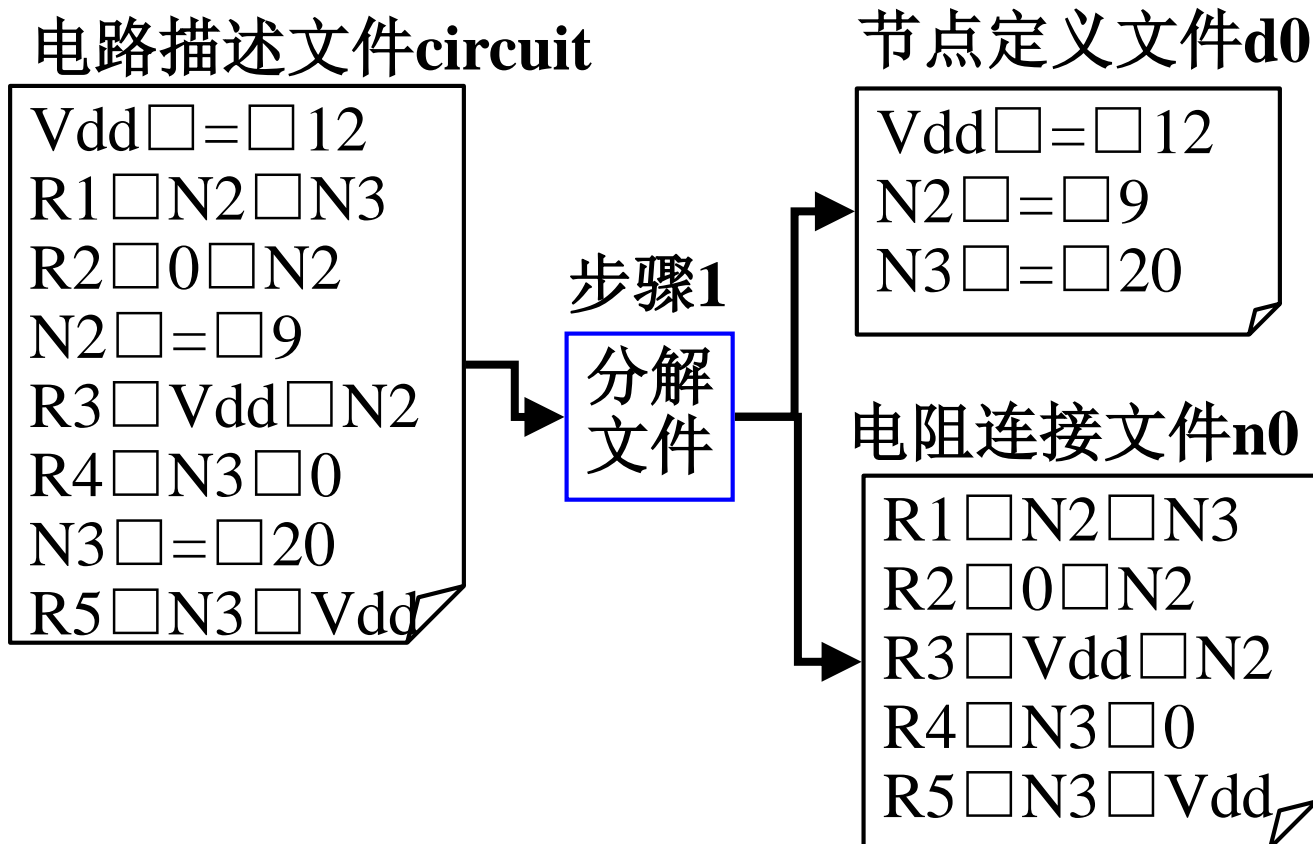 电路描述文件circuit
Vdd□=□12
R1□N2□N3
R2□0□N2
N2□=□9
R3□Vdd□N2
R4□N3□0
N3□=□20
R5□N3□Vdd
步骤1
分解
文件
节点定义文件d0
Vdd□=□12
N2□=□9
N3□=□20
电阻连接文件n0
R1□N2□N3
R2□0□N2
R3□Vdd□N2
R4□N3□0
R5□N3□Vdd